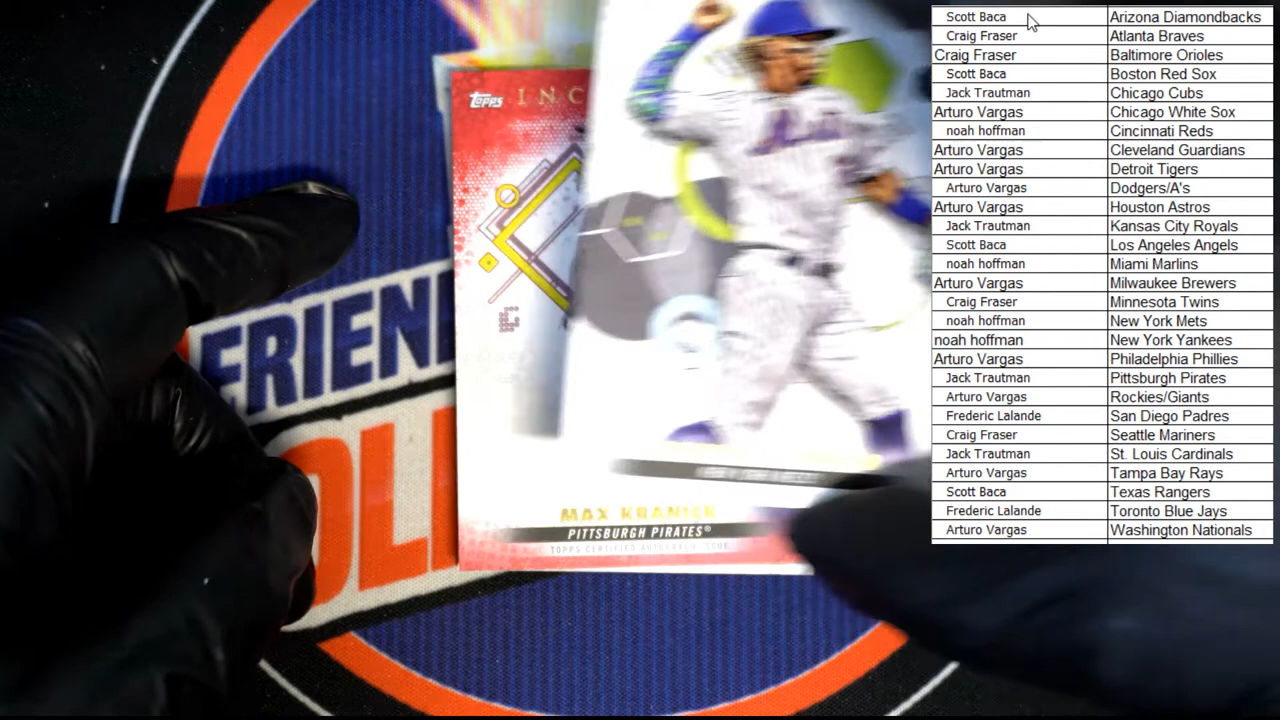 Scott Baca Arizona Diamondbacks
Craig Fraser Atlanta Braves
Craig Fraser Baltimore Orioles
Scott Baca Boston Red Sox
Jack Trautman Chicago Cubs
Arturo Vargas Chicago White Sox
noah hoffman Cincinnati Reds
Arturo Vargas Cleveland Guardians
Arturo Vargas Detroit Tigers
Arturo Vargas Dodgers/A's
Arturo Vargas Houston Astros
Jack Trautman Kansas City Royals
Scott Baca Los Angeles Angels
noah hoffman Miami Marlins
Arturo Vargas Milwaukee Brewers
Craig Fraser Minnesota Twins
noah hoffman New York Mets
noah hoffman New York Yankees
Arturo Vargas Philadelphia Phillies
Jack Trautman Pittsburgh Pirates
Arturo Vargas Rockies/Giants
Frederic Lalande San Diego Padres
Craig Fraser Seattle Mariners
Jack Trautman St. Louis Cardinals
Arturo Vargas Tampa Bay Rays
Scott Baca Texas Rangers
Frederic Lalande Toronto Blue Jays
Arturo Vargas Washington Nationals
Topps INC
Mets
FRIEN
OLL
MAX KRANICK
PITTSBURGH PIRATES®
TOPPS CERTIFIED AUTOGRAPH ISSUE